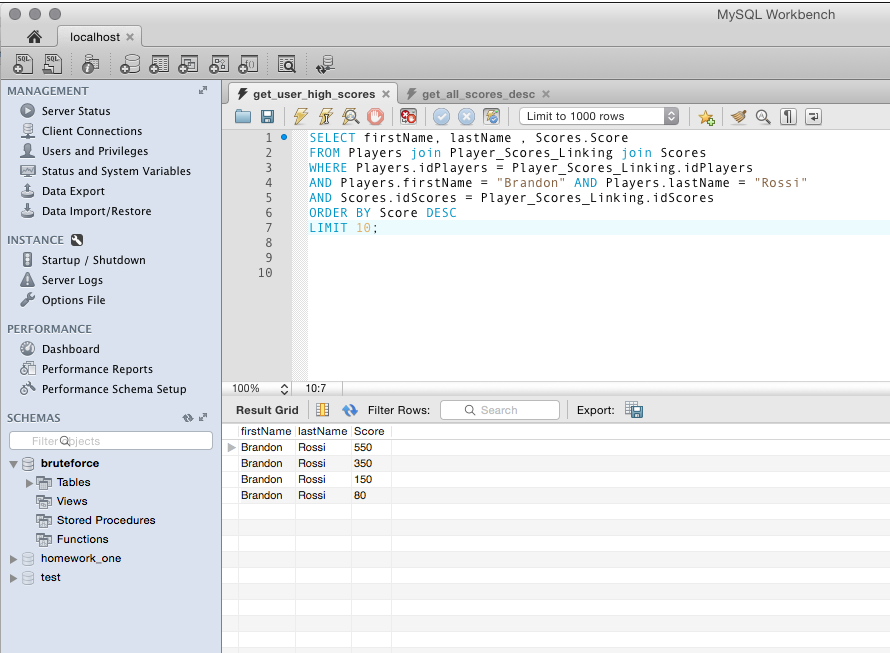 MySQL Workbench
localhost
MANAGEMENT
Server Status
Client Connections
Users and Privileges
Status and System Variables
Data Export
Data Import/Restore
INSTANCE
Startup / Shutdown
Server Logs
Options File
PERFORMANCE
Dashboard
Performance Reports
Performance Schema Setup
SCHEMAS
Filter objects
bruteforce
Tables
Views
Stored Procedures
Functions
homework_one
test
get_user_high_scores get_all_scores_desc
Limit to 1000 rows
1 SELECT firstName, lastName , Scores.Score
2 FROM Players join Player_Scores_Linking join Scores
3 WHERE Players.idPlayers = Player_Scores_Linking.idPlayers
4 AND Players.firstName = "Brandon" AND Players.lastName = "Rossi"
5 AND Scores.idScores = Player_Scores_Linking.idScores
6 ORDER BY Score DESC
7 LIMIT 10;
8
9
10
100% 10:7
Result Grid Filter Rows: Search Export:
firstName lastName Score
Brandon Rossi 550
Brandon Rossi 350
Brandon Rossi 150
Brandon Rossi 80